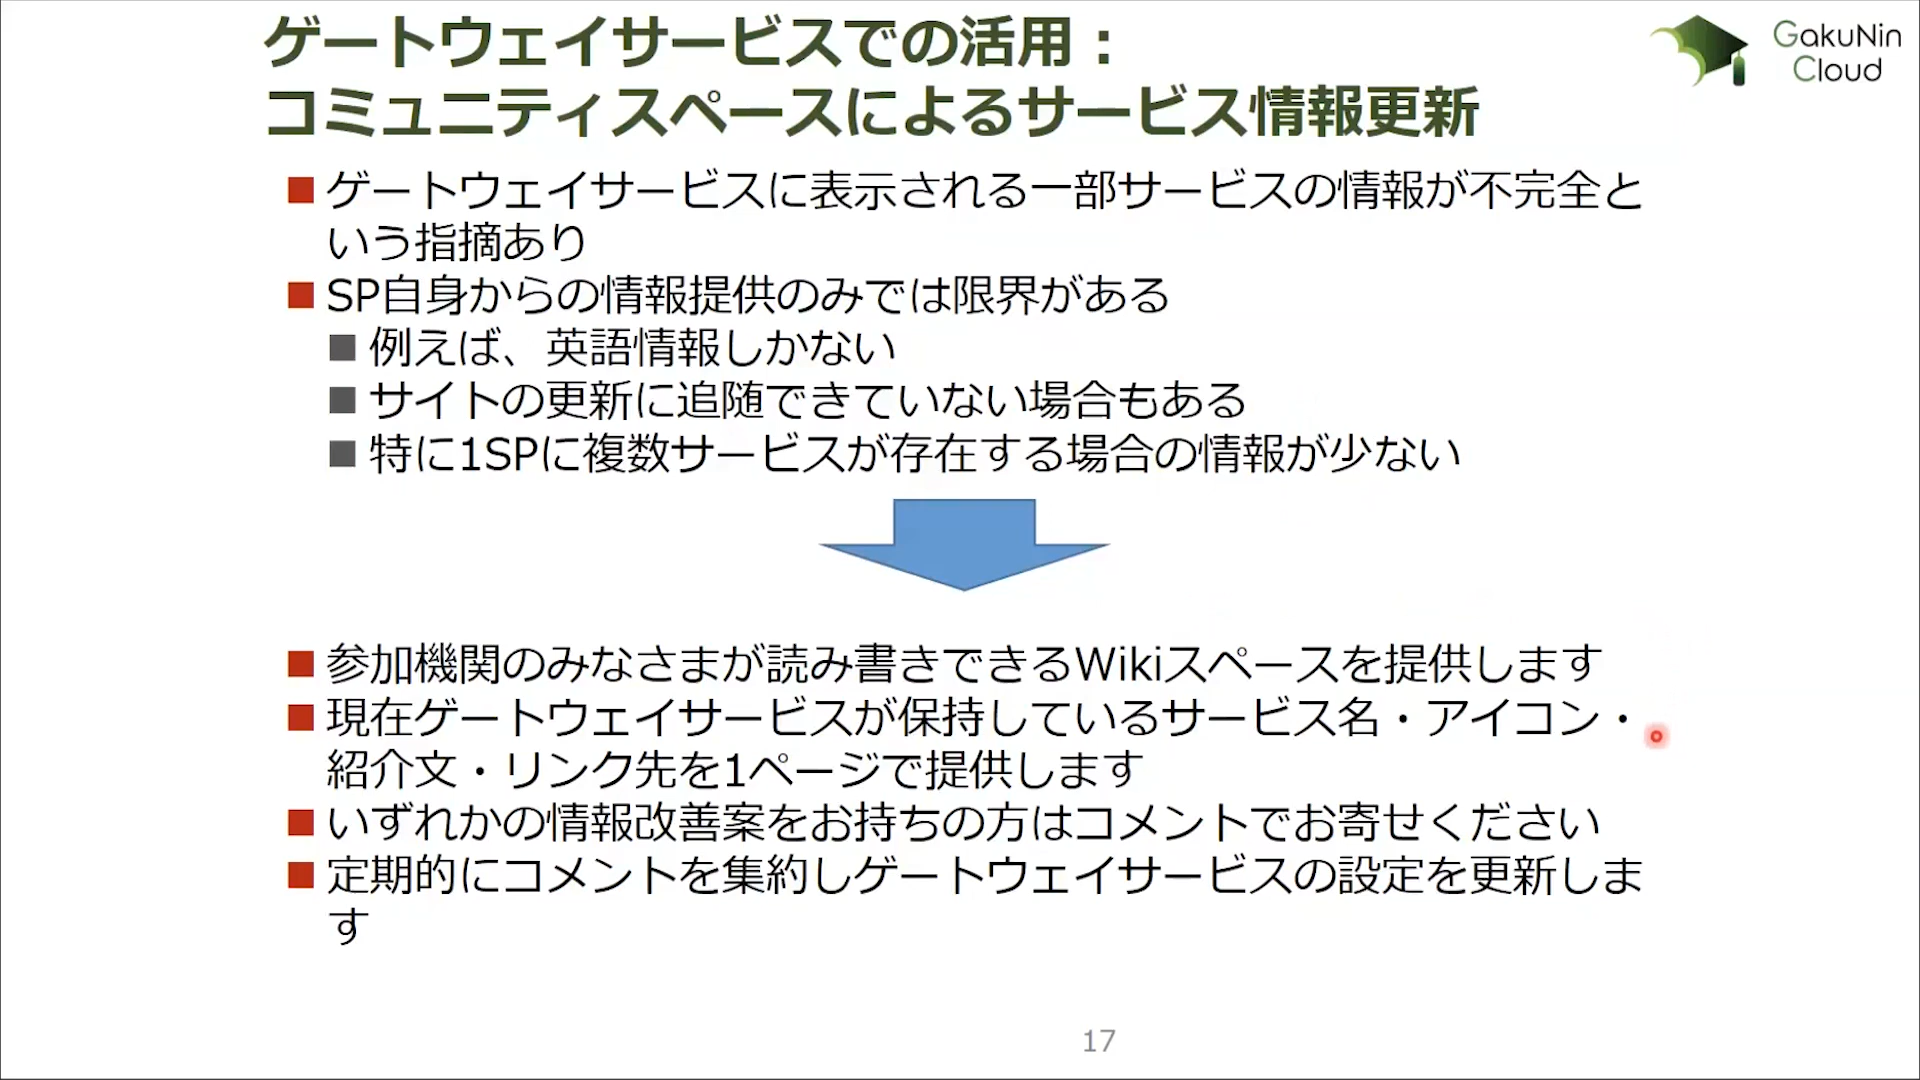 ゲートウェイサービスでの活用：
コミュニティスペースによるサービス情報更新
GakuNin
Cloud
ゲートウェイサービスに表示される一部サービスの情報が不完全と
いう指摘あり
SP自身からの情報提供のみでは限界がある
例えば、英語情報しかない
サイトの更新に追随できていない場合もある
特に1SPに複数サービスが存在する場合の情報が少ない
参加機関のみなさまが読み書きできるWikiスペースを提供します
現在ゲートウェイサービスが保持しているサービス名・アイコン・
紹介文・リンク先を1ページで提供します
いずれかの情報改善案をお持ちの方はコメントでお寄せください
定期的にコメントを集約しゲートウェイサービスの設定を更新しま
す
17